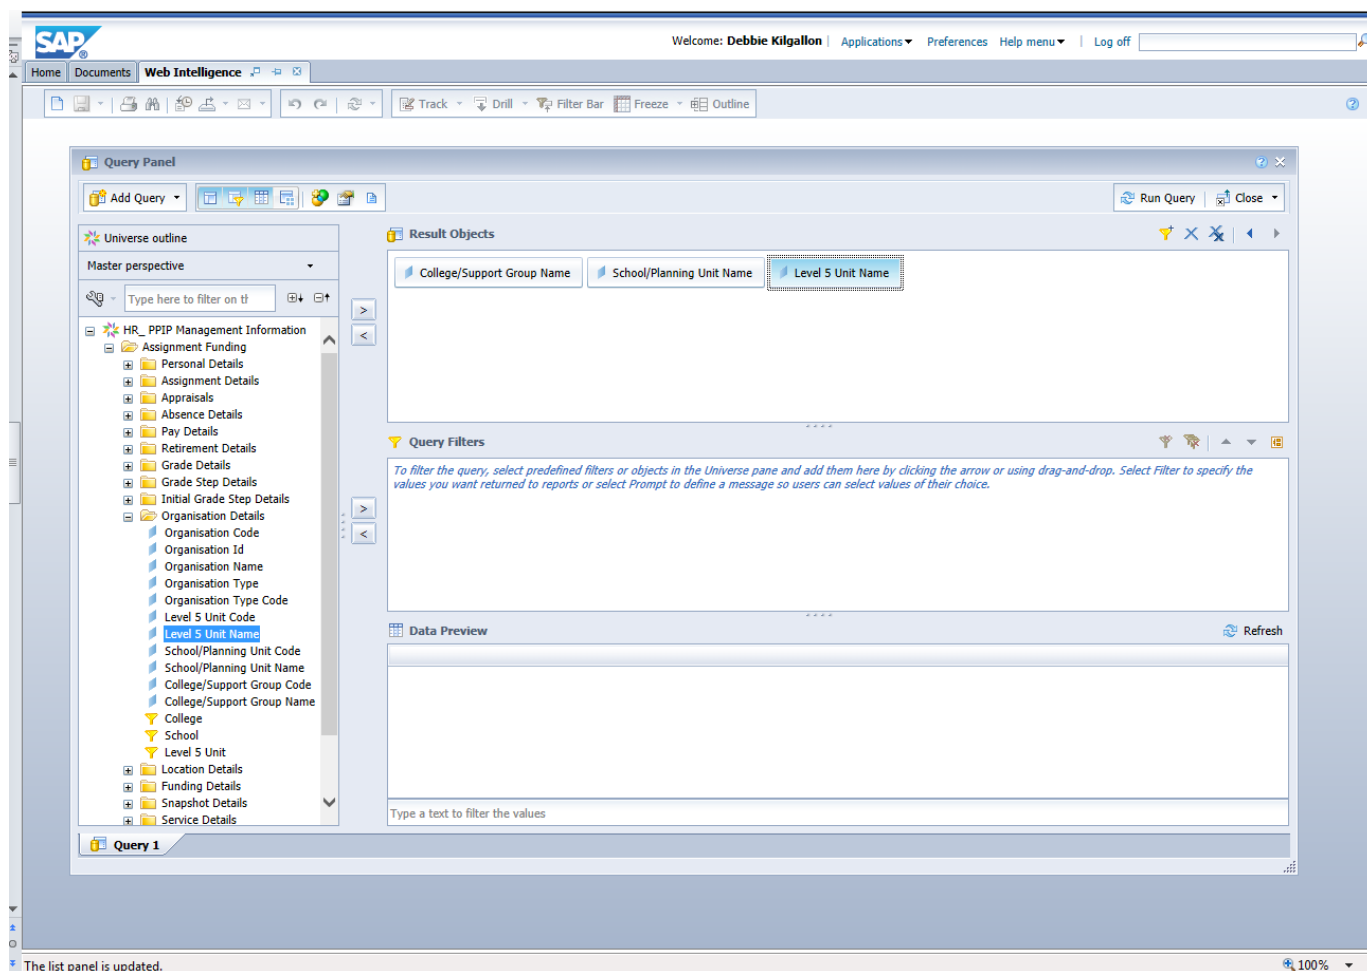 SAP
Welcome: Debbie Kilgallon | Applications Preferences Help menu | Log off
Home Documents Web Intelligence
Track Drill Filter Bar Freeze Outline
Query Panel
Add Query
Run Query Close
Universe outline
Master perspective
Type here to filter on tl
HR_ PPIP Management Information
Assignment Funding
Personal Details
Assignment Details
Appraisals
Absence Details
Pay Details
Retirement Details
Grade Details
Grade Step Details
Initial Grade Step Details
Organisation Details
Organisation Code
Organisation Id
Organisation Name
Organisation Type
Organisation Type Code
Level 5 Unit Code
Level 5 Unit Name
School/Planning Unit Code
School/Planning Unit Name
College/Support Group Code
College/Support Group Name
College
School
Level 5 Unit
Location Details
Funding Details
Snapshot Details
Service Details
Result Objects
College/Support Group Name School/Planning Unit Name Level 5 Unit Name
Query Filters
To filter the query, select predefined filters or objects in the Universe pane and add them here by clicking the arrow or using drag-and-drop. Select Filter to specify the
values you want returned to reports or select Prompt to define a message so users can select values of their choice.
Data Preview
Refresh
Type a text to filter the values
Query 1
The list panel is updated.
100%